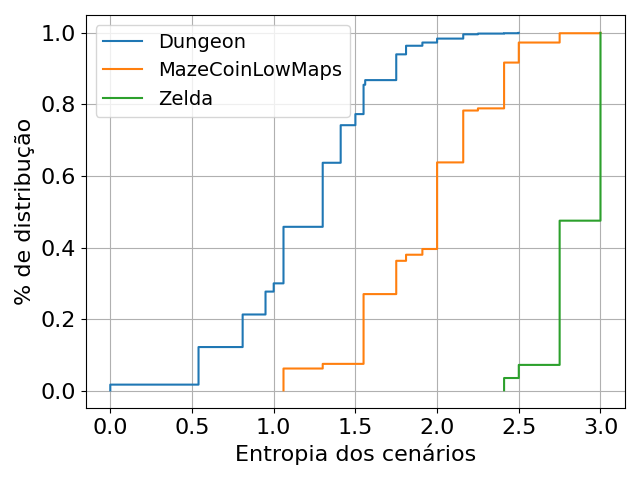 1.0
0.8
0.6
0.4
0.2
0.0
% de distribução
Dungeon
MazeCoinLowMaps
Zelda
0.0 0.5 1.0 1.5 2.0 2.5 3.0
Entropia dos cenários